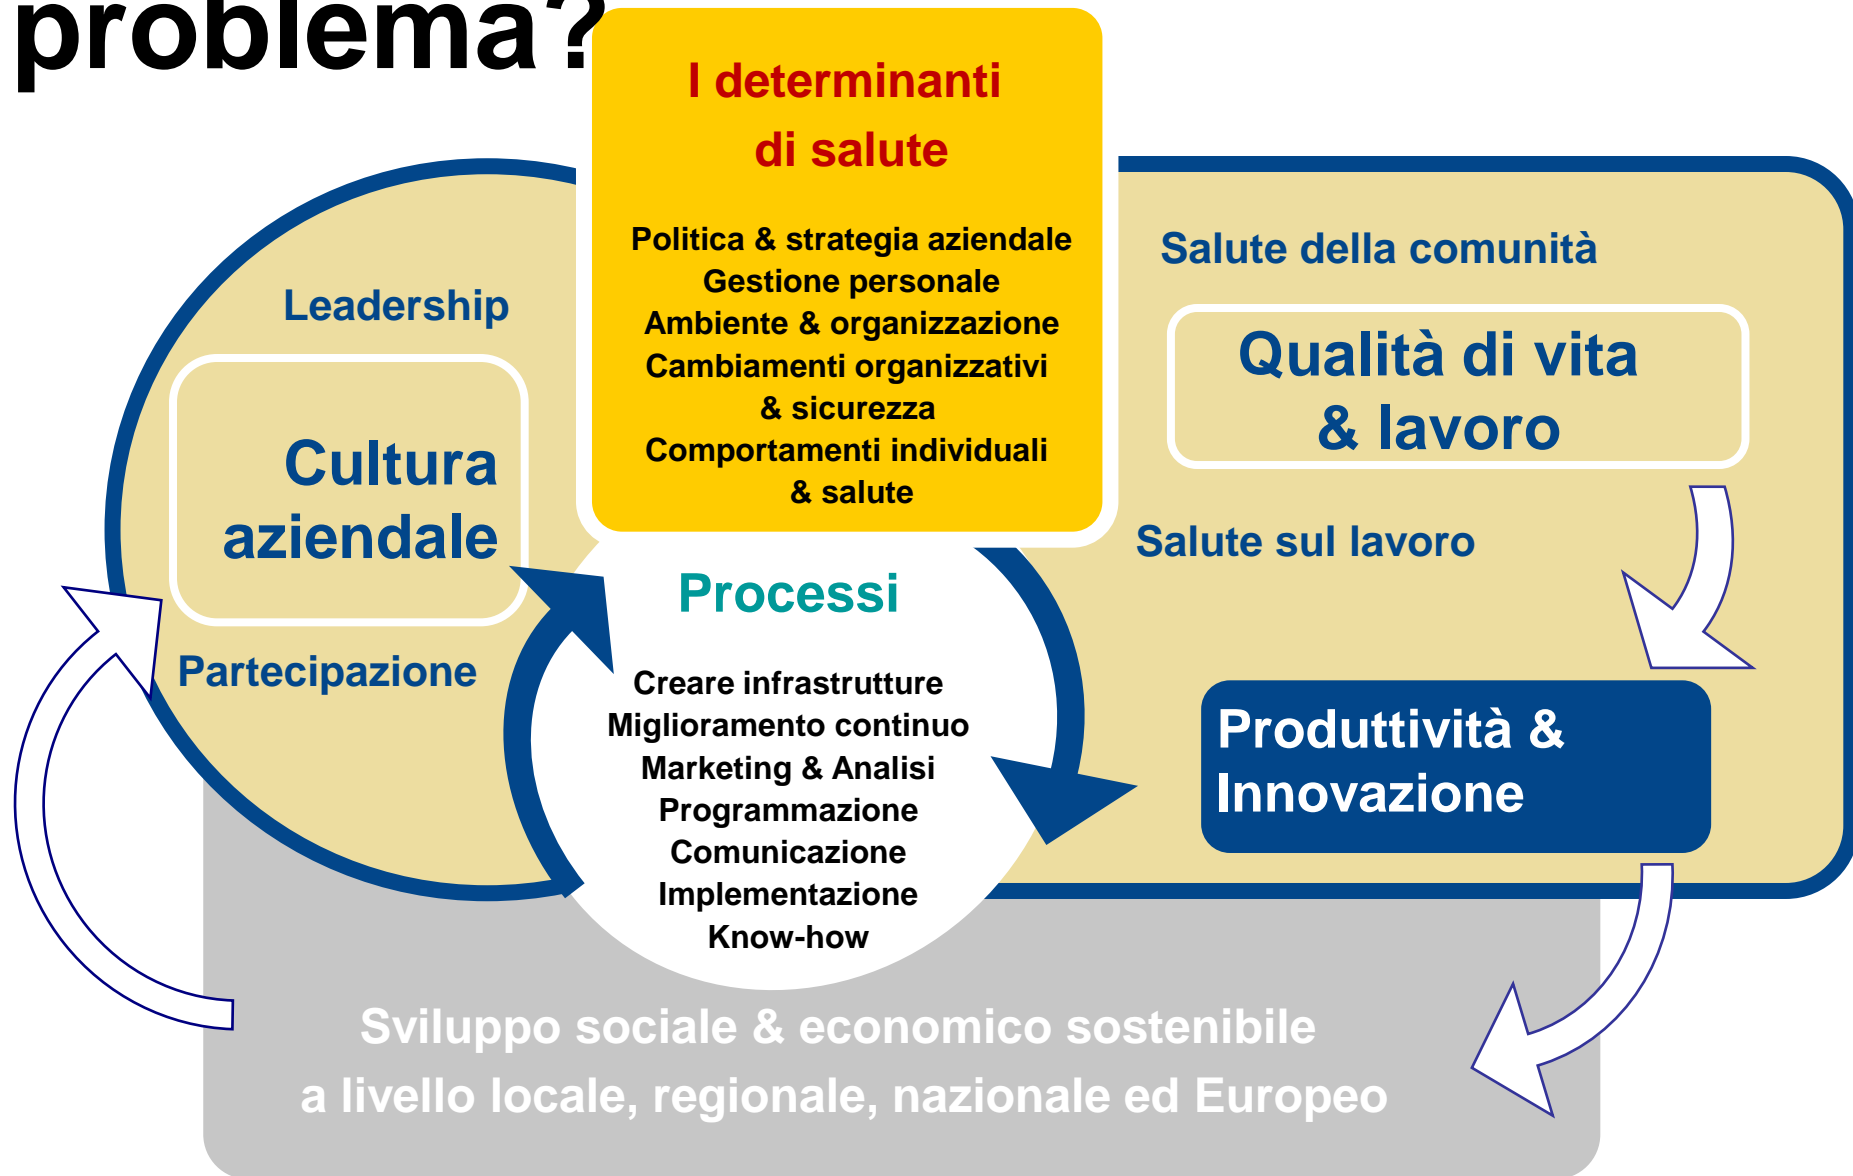 problema?
I determinanti
di salute
Politica & strategia aziendale
Gestione personale
Ambiente & organizzazione
Cambiamenti organizzativi
& sicurezza
Comportamenti individuali
& salute
Leadership
Cultura
aziendale
Partecipazione
Processi
Creare infrastrutture
Miglioramento continuo
Marketing & Analisi
Programmazione
Comunicazione
Implementazione
Know-how
Salute della comunità
Qualità di vita
& lavoro
Salute sul lavoro
Produttività &
Innovazione
Sviluppo sociale & economico sostenibile
a livello locale, regionale, nazionale ed Europeo